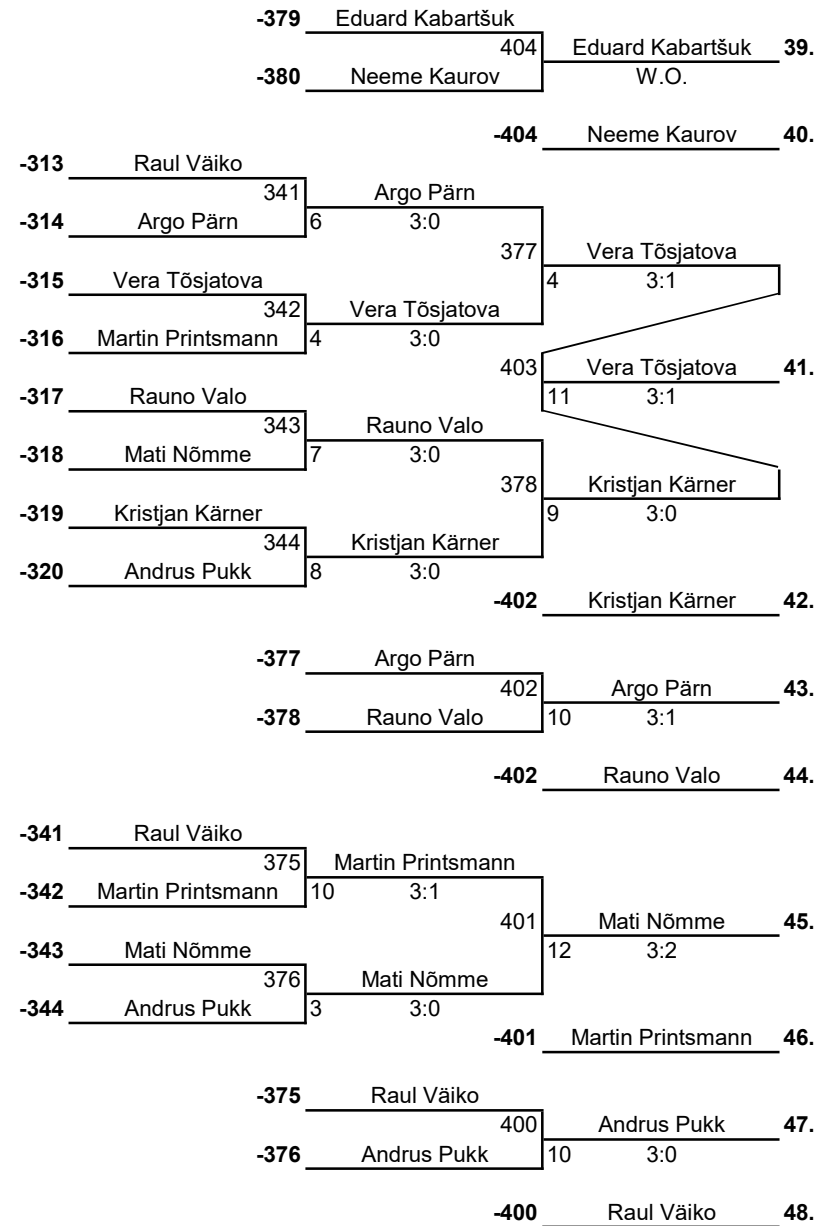 -379 Eduard Kabartšuk
404 Eduard Kabartšuk 39.
-380 Neeme Kaurov W.O.
-404 Neeme Kaurov 40.
-313 Raul Väiko
341 Argo Pärn
-314 Argo Pärn 6 3:0
377 Vera Tõsjatova
-315 Vera Tõsjatova 4 3:1
342 Vera Tõsjatova
-316 Martin Printsmann 4 3:0
403 Vera Tõsjatova 41.
-317 Rauno Valo 11 3:1
343 Rauno Valo
-318 Mati Nõmme 7 3:0
378 Kristjan Kärner
-319 Kristjan Kärner 9 3:0
344 Kristjan Kärner
-320 Andrus Pukk 8 3:0
-402 Kristjan Kärner 42.
-377 Argo Pärn
402 Argo Pärn 43.
-378 Rauno Valo 10 3:1
-402 Rauno Valo 44.
-341 Raul Väiko
375 Martin Printsmann
-342 Martin Printsmann 10 3:1
401 Mati Nõmme 45.
-343 Mati Nõmme 12 3:2
376 Mati Nõmme
-344 Andrus Pukk 3 3:0
-401 Martin Printsmann 46.
-375 Raul Väiko
400 Andrus Pukk 47.
-376 Andrus Pukk 10 3:0
-400 Raul Väiko 48.